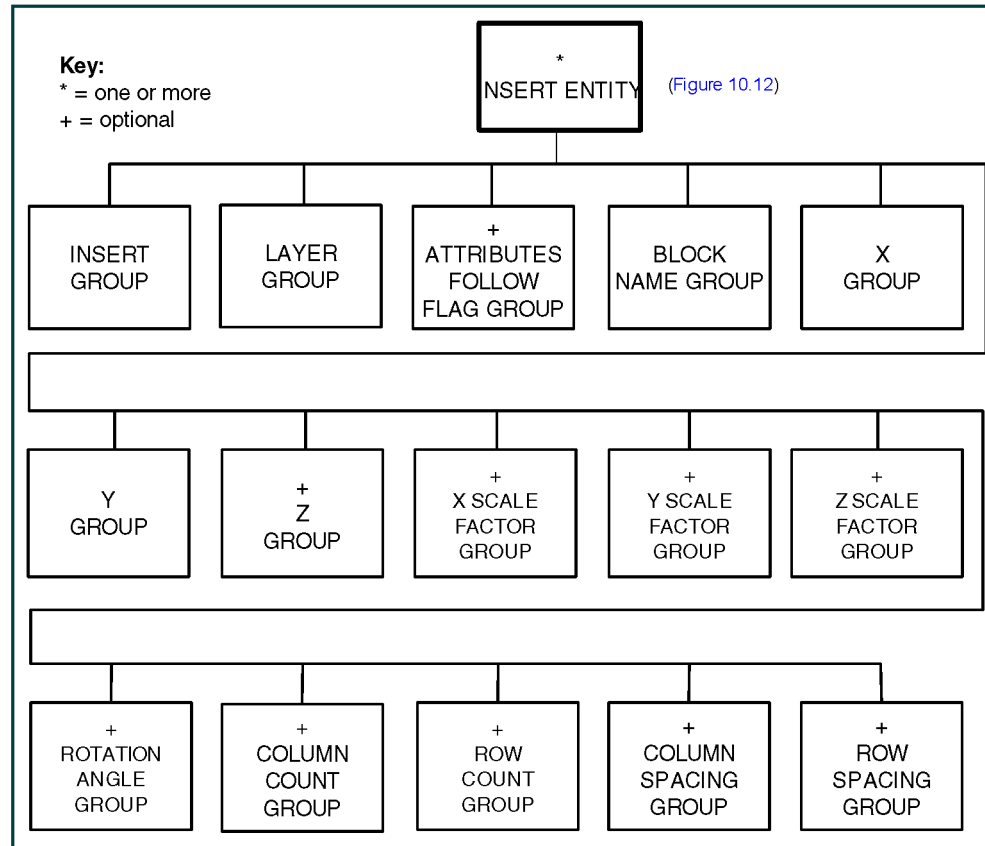 Key:
* = one or more
+ = optional
*
NSERT ENTITY
(Figure 10.12)
INSERT
GROUP
LAYER
GROUP
+
ATTRIBUTES
FOLLOW
FLAG GROUP
BLOCK
NAME GROUP
X
GROUP
Y
GROUP
+
Z
GROUP
+
X SCALE
FACTOR
GROUP
+
Y SCALE
FACTOR
GROUP
+
Z SCALE
FACTOR
GROUP
+
ROTATION
ANGLE
GROUP
+
COLUMN
COUNT
GROUP
+
ROW
COUNT
GROUP
+
COLUMN
SPACING
GROUP
+
ROW
SPACING
GROUP